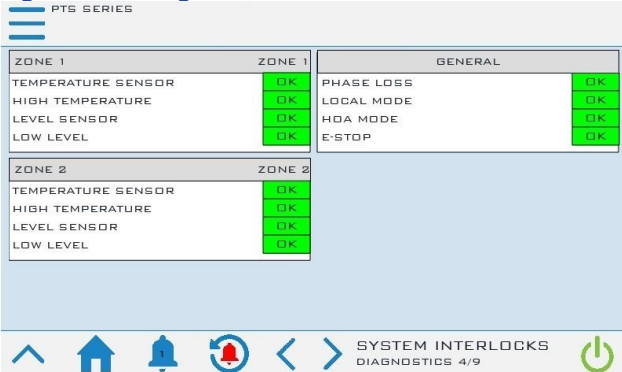 PTS SERIES
ZONE 1 ZONE 1
TEMPERATURE SENSOR OK
HIGH TEMPERATURE OK
LEVEL SENSOR OK
LOW LEVEL OK
GENERAL
PHASE LOSS OK
LOCAL MODE OK
HOA MODE OK
E-STOP OK
ZONE 2 ZONE 2
TEMPERATURE SENSOR OK
HIGH TEMPERATURE OK
LEVEL SENSOR OK
LOW LEVEL OK
1
SYSTEM INTERLOCKS
DIAGNOSTICS 4/9